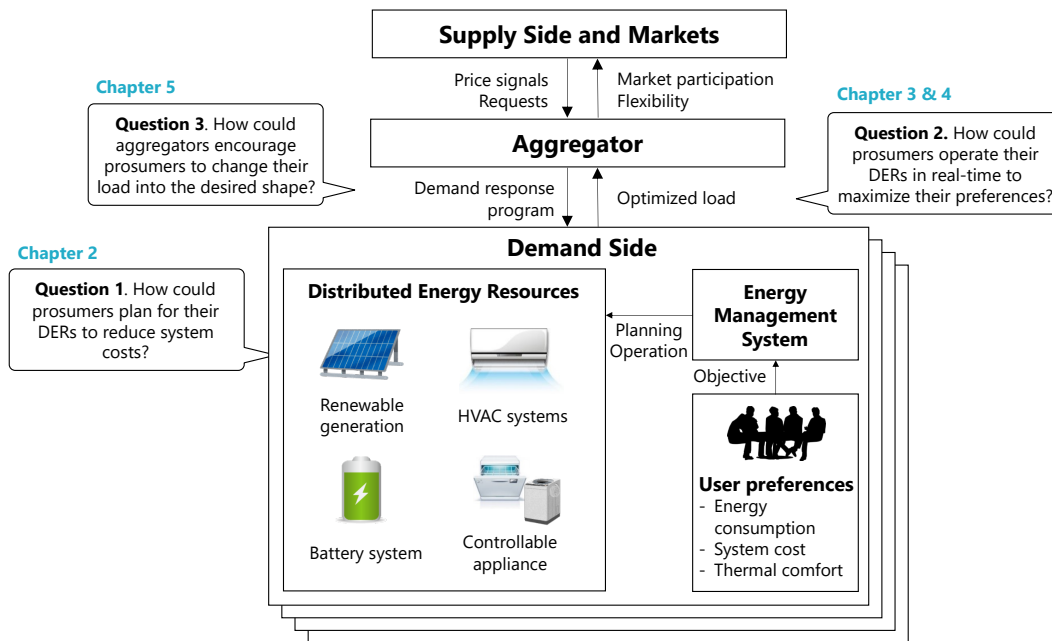 Supply Side and Markets
Chapter 5
Price signals
Requests
Market participation
Flexibility
Chapter 3 & 4
Question 3. How could
aggregators encourage
prosumers to change their
load into the desired shape?
Aggregator
Question 2. How could
prosumers operate their
DERs in real-time to
maximize their preferences?
Demand response
program
Optimized load
Chapter 2
Question 1. How could
prosumers plan for their
DERs to reduce system
costs?
Demand Side
Distributed Energy Resources
Renewable
generation
HVAC systems
Battery system
Controllable
appliance
Planning
Operation
Energy
Management
System
Objective
User preferences
- Energy
consumption
- System cost
- Thermal comfort